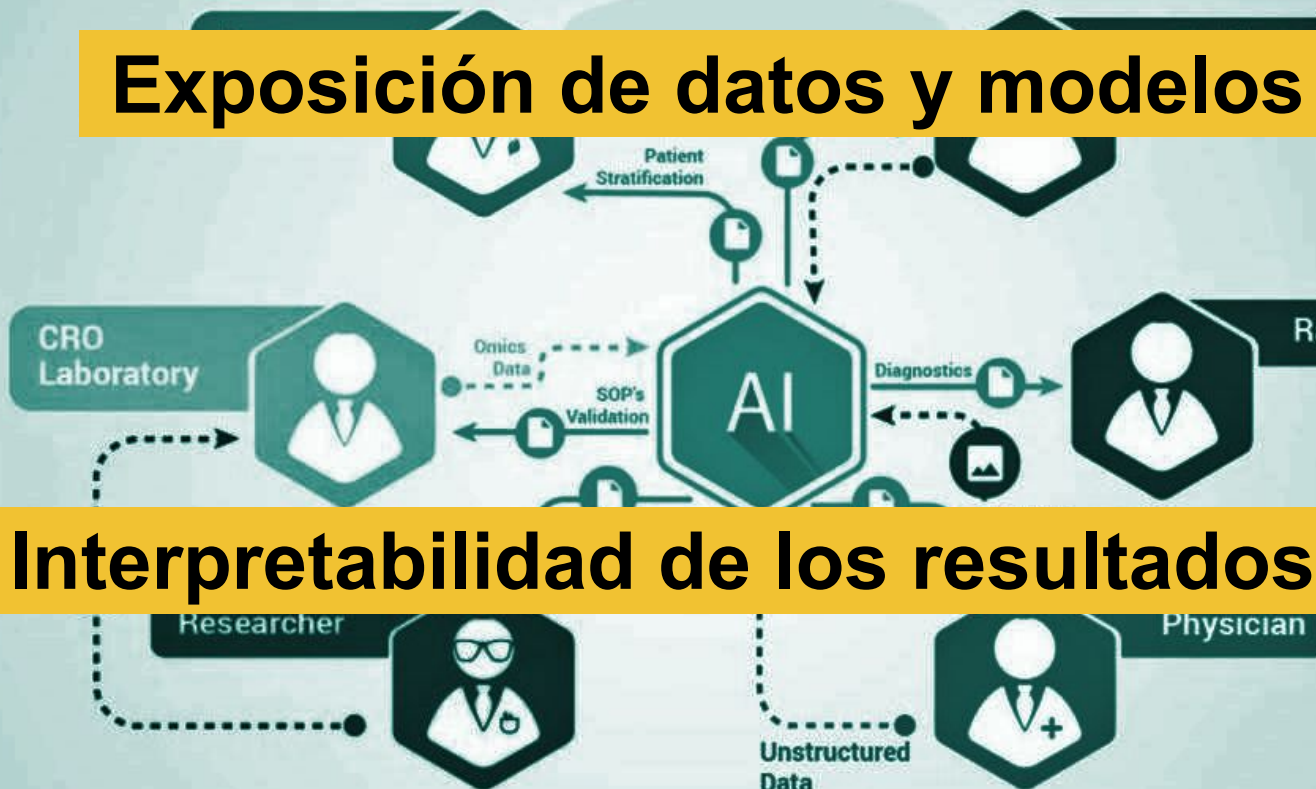 Exposición de datos y modelos
Patient
Stratification
CRO
Laboratory
Omics
Data
SOP's
Validation
AI
Diagnostics
R
Interpretabilidad de los resultados
Researcher
Physician
Unstructured
Data